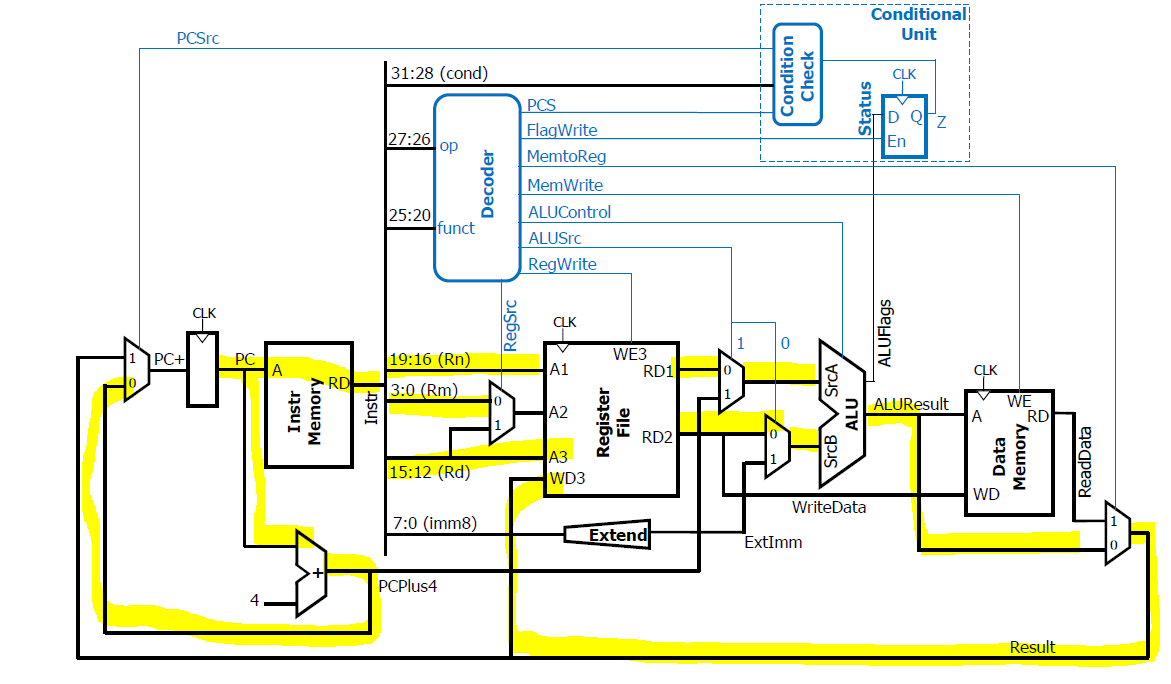 Conditional
Unit
PCSrc
Condition
Check
CLK
31:28 (cond)
Status
D
Q
Z
En
PCS
FlagWrite
27:26
op
MemtoReg
Decoder
MemWrite
25:20
funct
ALUControl
ALUSrc
RegWrite
RegSrc
CLK
CLK
1
0
ALUFlags
1
PC+
0
PC
A
RD
Instr
Memory
Instr
19:16 (Rn)
3:0 (Rm)
0
1
15:12 (Rd)
A1
WE3
RD1
A2
Register
File
RD2
A3
WD3
0
1
0
1
SrcA
SrcB
ALU
ALUResult
CLK
WE
A
RD
Data
Memory
WD
ReadData
WriteData
1
0
7:0 (imm8)
Extend
ExtImm
+
4
PCPlus4
Result